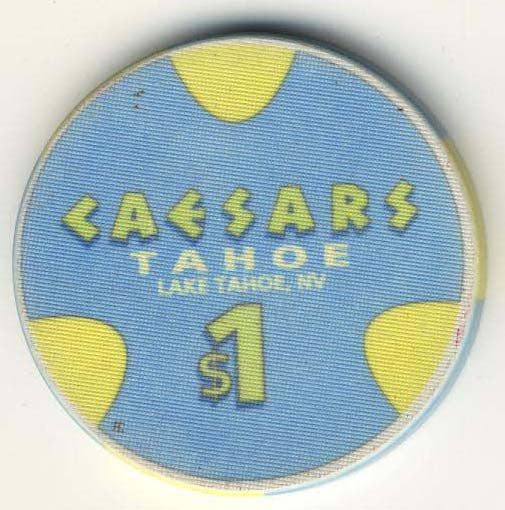 CAESARS
TAHOE
LAKE TAHOE, NV
$1